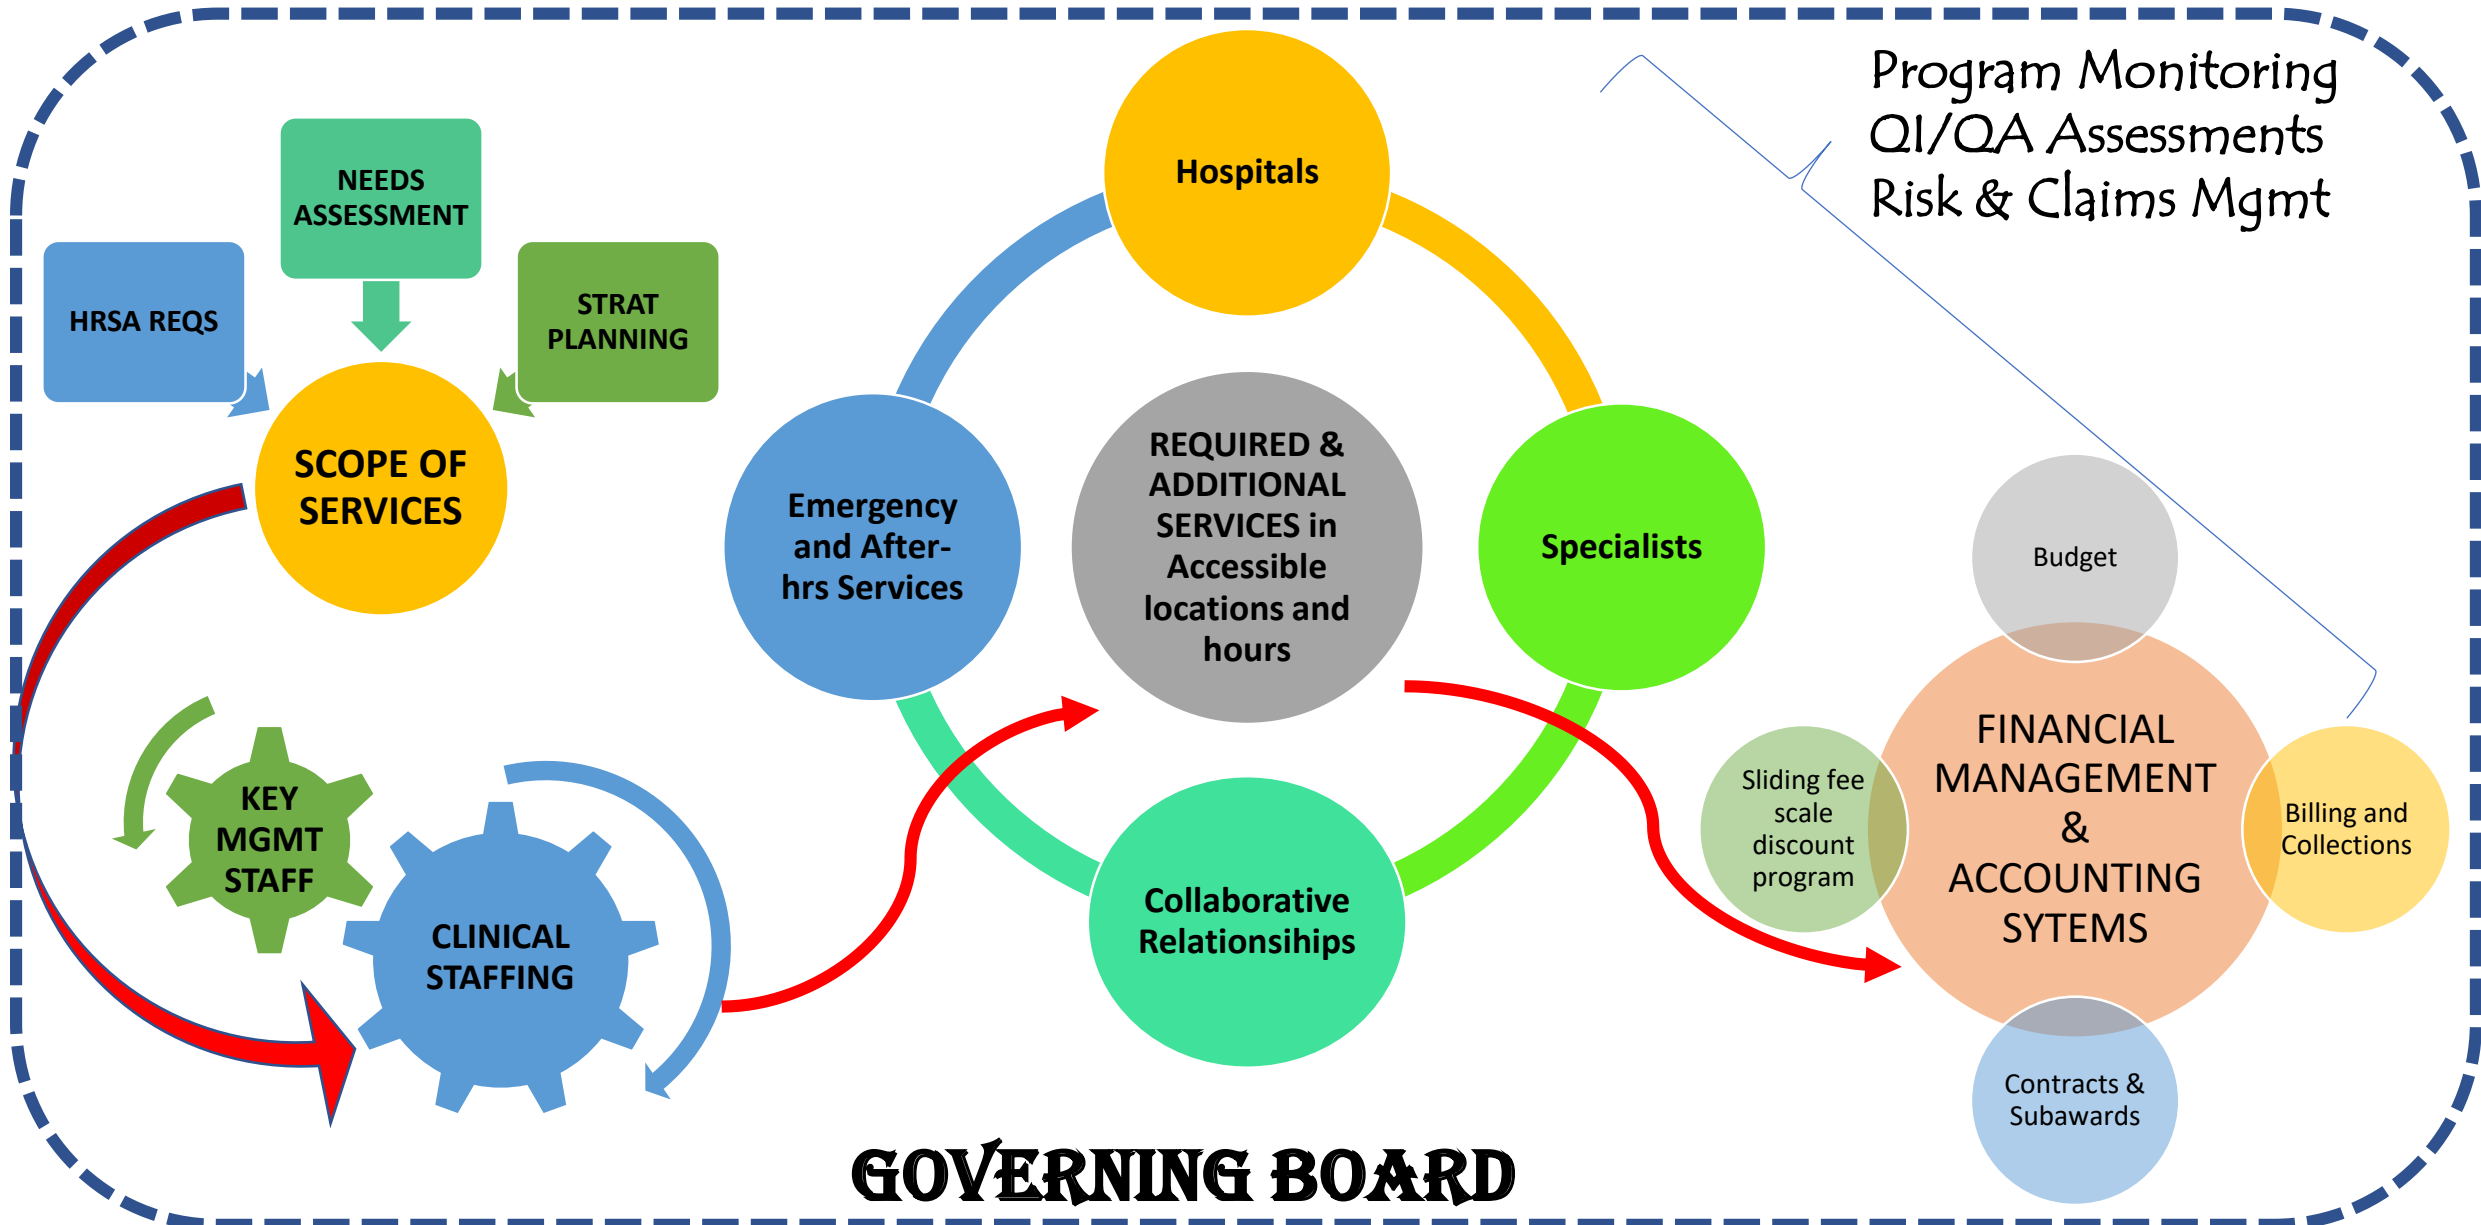 Program Monitoring
QI/QA Assessments
Risk & Claims Mgmt
NEEDS
ASSESSMENT
HRSA REQS
STRAT
PLANNING
SCOPE OF
SERVICES
KEY
MGMT
STAFF
CLINICAL
STAFFING
Hospitals
Emergency
and After-
hrs Services
REQUIRED &
ADDITIONAL
SERVICES in
Accessible
locations and
hours
Specialists
Collaborative
Relationsihips
Budget
Sliding fee
scale
discount
program
FINANCIAL
MANAGEMENT
&
ACCOUNTING
SYTEMS
Billing and
Collections
Contracts &
Subawards
GOVERNING BOARD